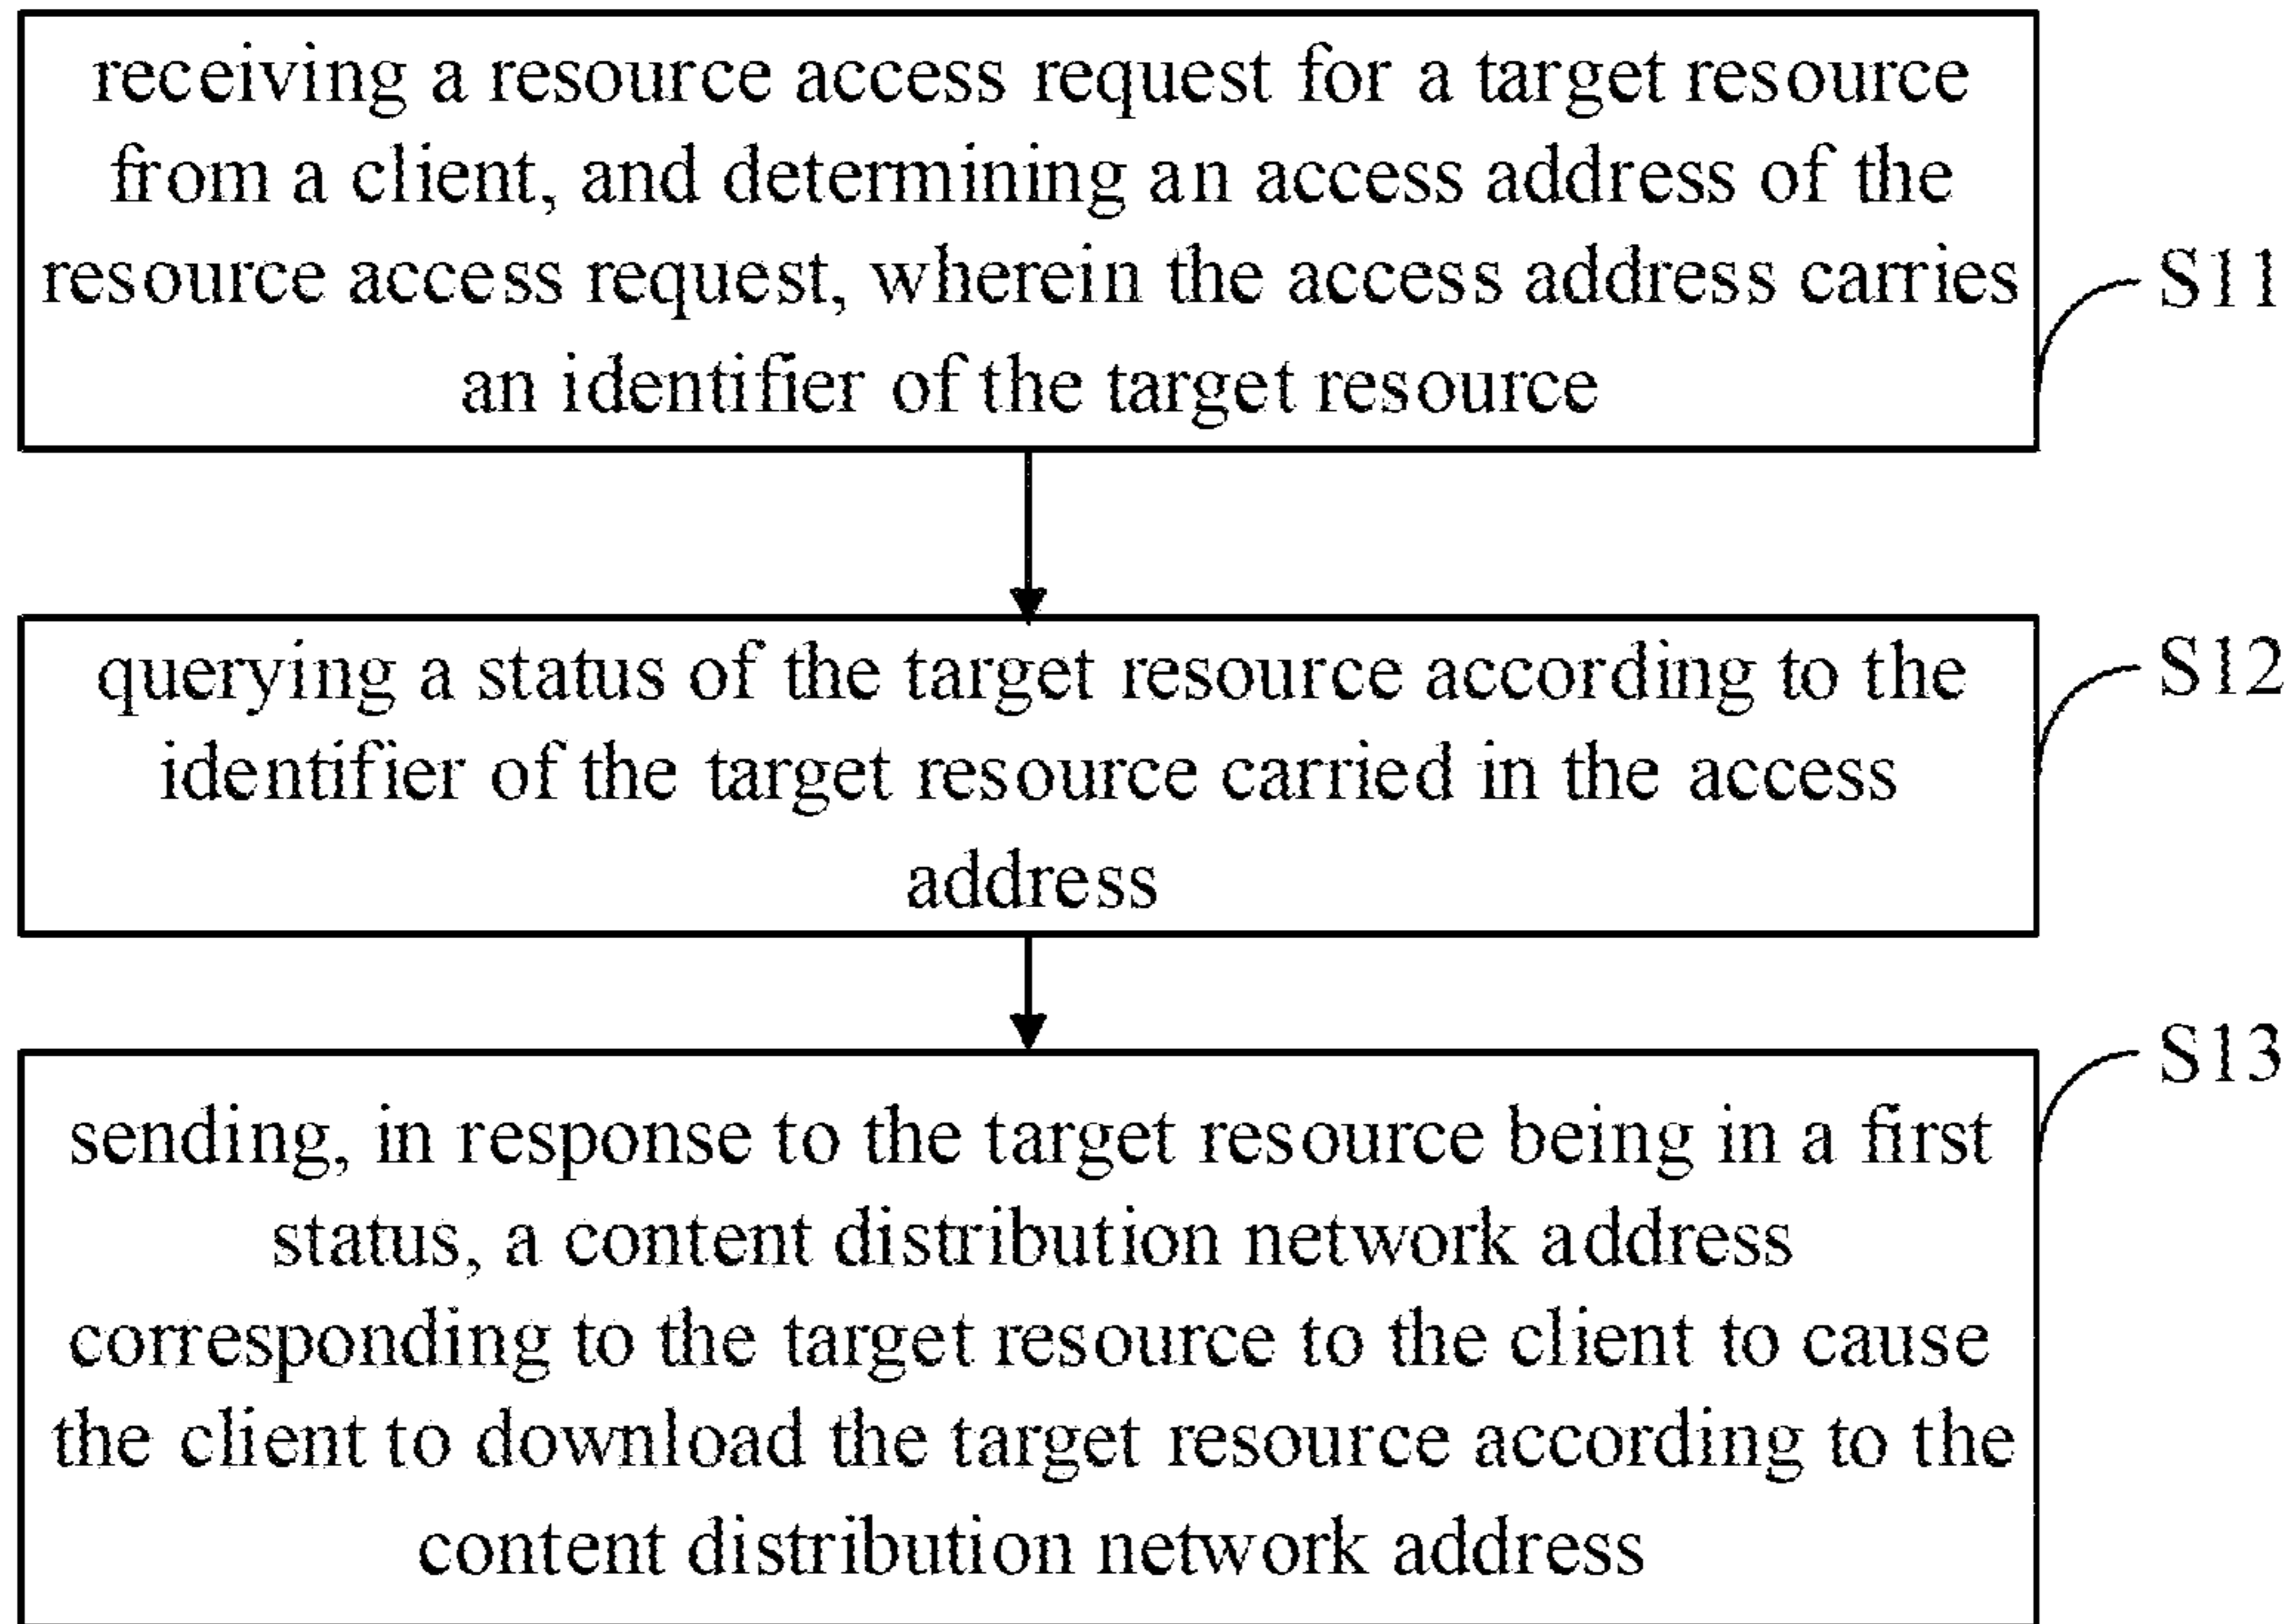 receiving a resource access request for a target resource
from a client, and determining an access address of the
resource access request, wherein the access address carries
an identifier of the target resource
S11
querying a status of the target resource according to the
identifier of the target resource carried in the access
address
S12
sending, in response to the target resource being in a first
status, a content distribution network address
corresponding to the target resource to the client to cause
the client to download the target resource according to the
content distribution network address
S13